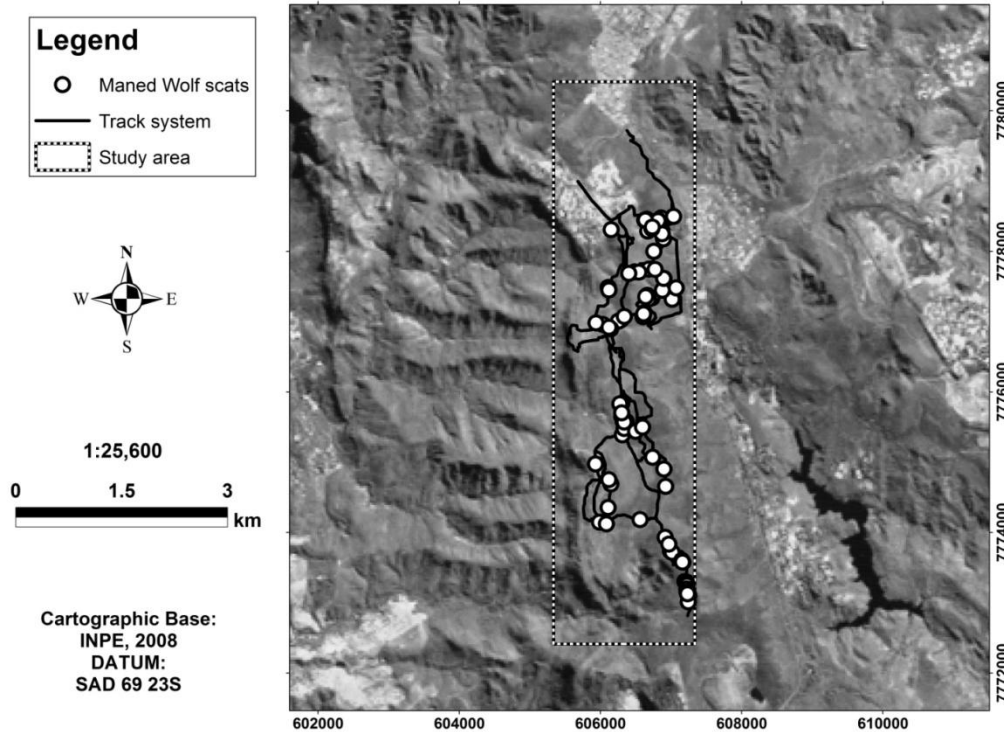 Legend
Maned Wolf scats
Track system
Study area
N
W E
S
1:25,600
0 1.5 3
km
Cartographic Base:
INPE, 2008
DATUM:
SAD 69 23S
7780000
7778000
7776000
7774000
7772000
602000 604000 606000 608000 610000